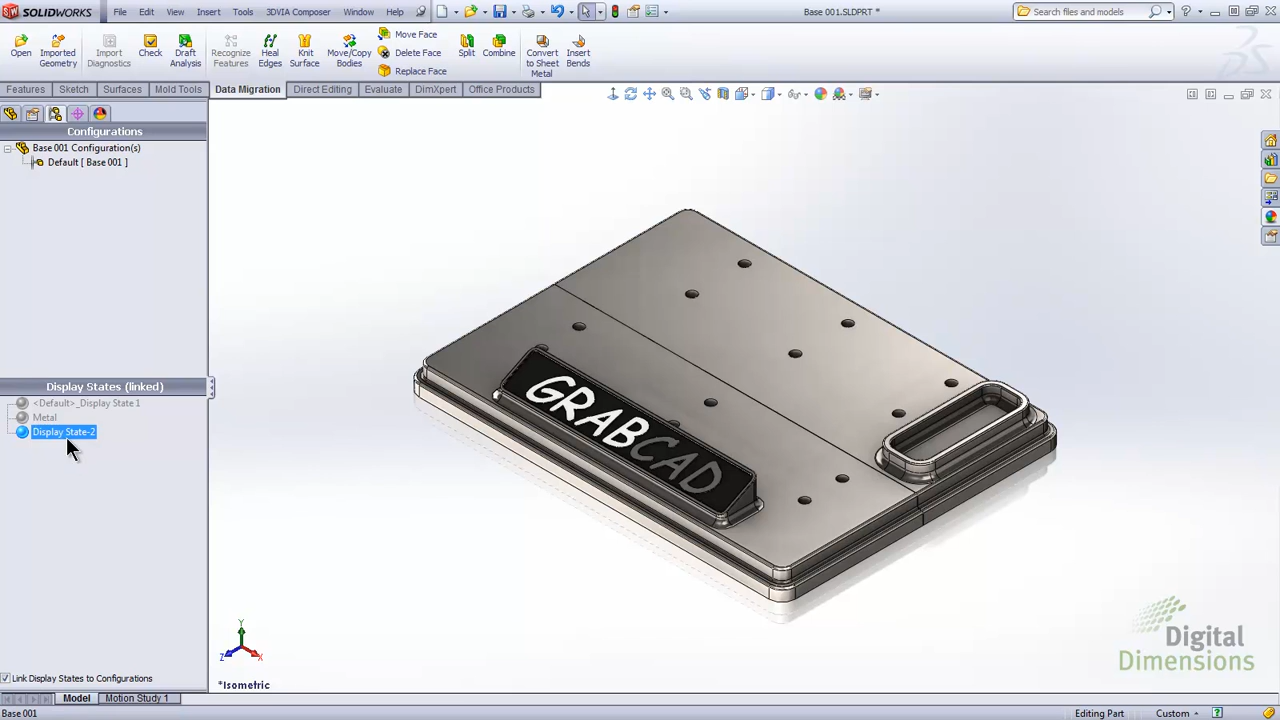 SOLIDWORKS File Edit View Insert Tools 3DVIA Composer Window Help Base 001.SLDPRT * Search files and models
Open Imported Geometry Import Diagnostics Check Draft Analysis Recognize Features Heal Edges Knit Surface Move/Copy Bodies Move Face Delete Face Replace Face Split Combine Convert to Sheet Metal Insert Bends
Features Sketch Surfaces Mold Tools Data Migration Direct Editing Evaluate DimXpert Office Products
Configurations
Base 001 Configuration(s)
Default [ Base 001 ]
Display States (linked)
<Default>_Display State 1
Metal
Display State-2
GRABCAD
Y
Z X
*Isometric
Digital
Dimensions
Link Display States to Configurations
Model Motion Study 1
Base 001 Editing Part Custom